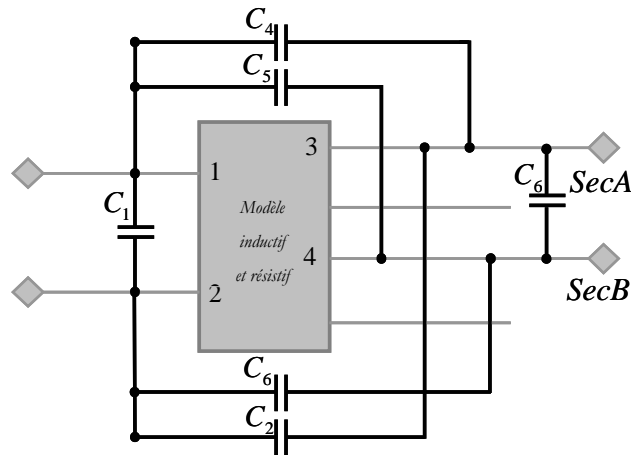 C4
C5
3
1
C6
SecA
C1
Modèle
inductif
4
et résistif
2
SecB
C6
C2